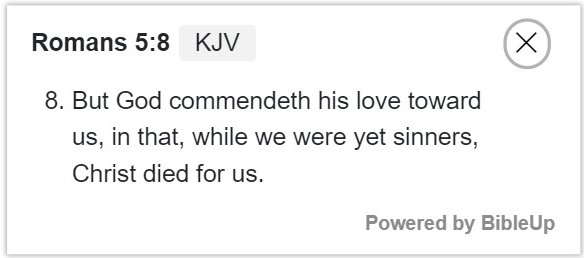 Romans 5:8 KJV
8. But God commendeth his love toward
us, in that, while we were yet sinners,
Christ died for us.
Powered by BibleUp